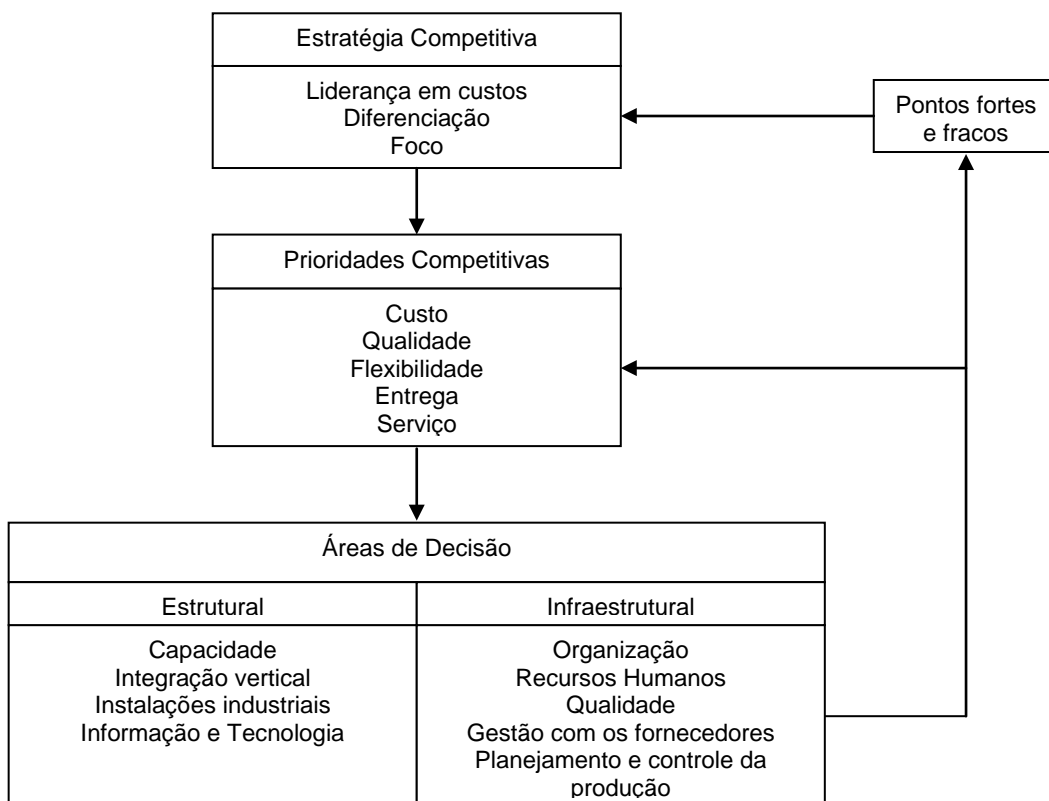 Estratégia Competitiva
Liderança em custos
Diferenciação
Foco
Pontos fortes
e fracos
Prioridades Competitivas
Custo
Qualidade
Flexibilidade
Entrega
Serviço
Áreas de Decisão
Estrutural
Capacidade
Integração vertical
Instalações industriais
Informação e Tecnologia
Infraestrutural
Organização
Recursos Humanos
Qualidade
Gestão com os fornecedores
Planejamento e controle da
produção